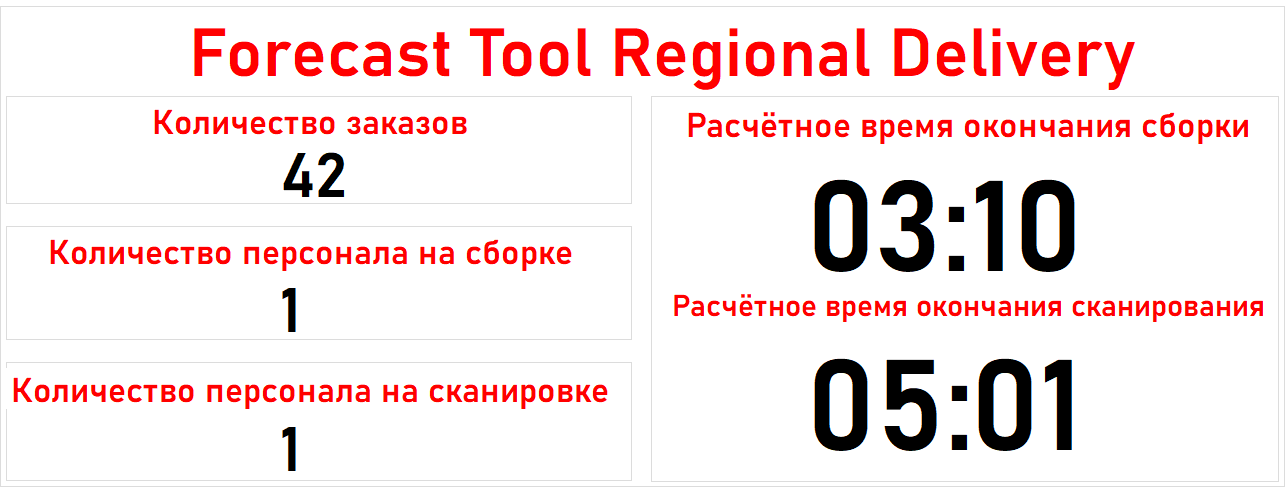 Forecast Tool Regional Delivery
Количество заказов
42
Количество персонала на сборке
1
Количество персонала на сканировке
1
Расчётное время окончания сборки
03:10
Расчётное время окончания сканирования
05:01